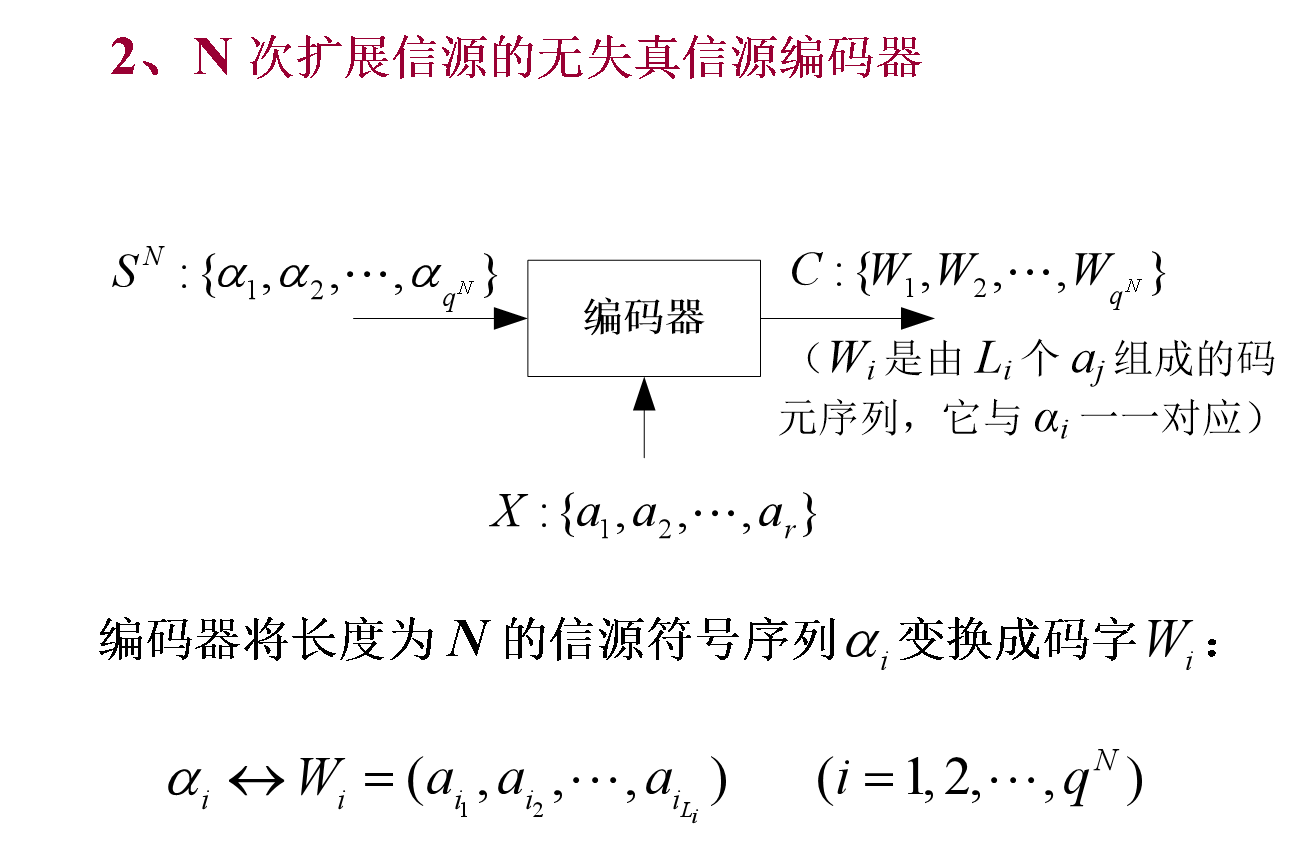 2、N 次扩展信源的无失真信源编码器
S^N : {α_1, α_2, ⋯, α_{q^N}}
编码器
C : {W_1, W_2, ⋯, W_{q^N}}
（W_i 是由 L_i 个 a_j 组成的码
元序列，它与 α_i 一一对应）
X : {a_1, a_2, ⋯, a_r}
编码器将长度为 N 的信源符号序列 α_i 变换成码字 W_i：
α_i ↔ W_i = (a_{i_1}, a_{i_2}, ⋯, a_{i_{L_i}}) (i = 1, 2, ⋯, q^N)